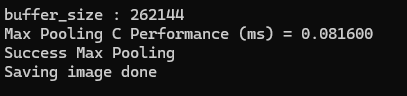 buffer_size : 262144
Max Pooling C Performance (ms) = 0.081600
Success Max Pooling
Saving image done